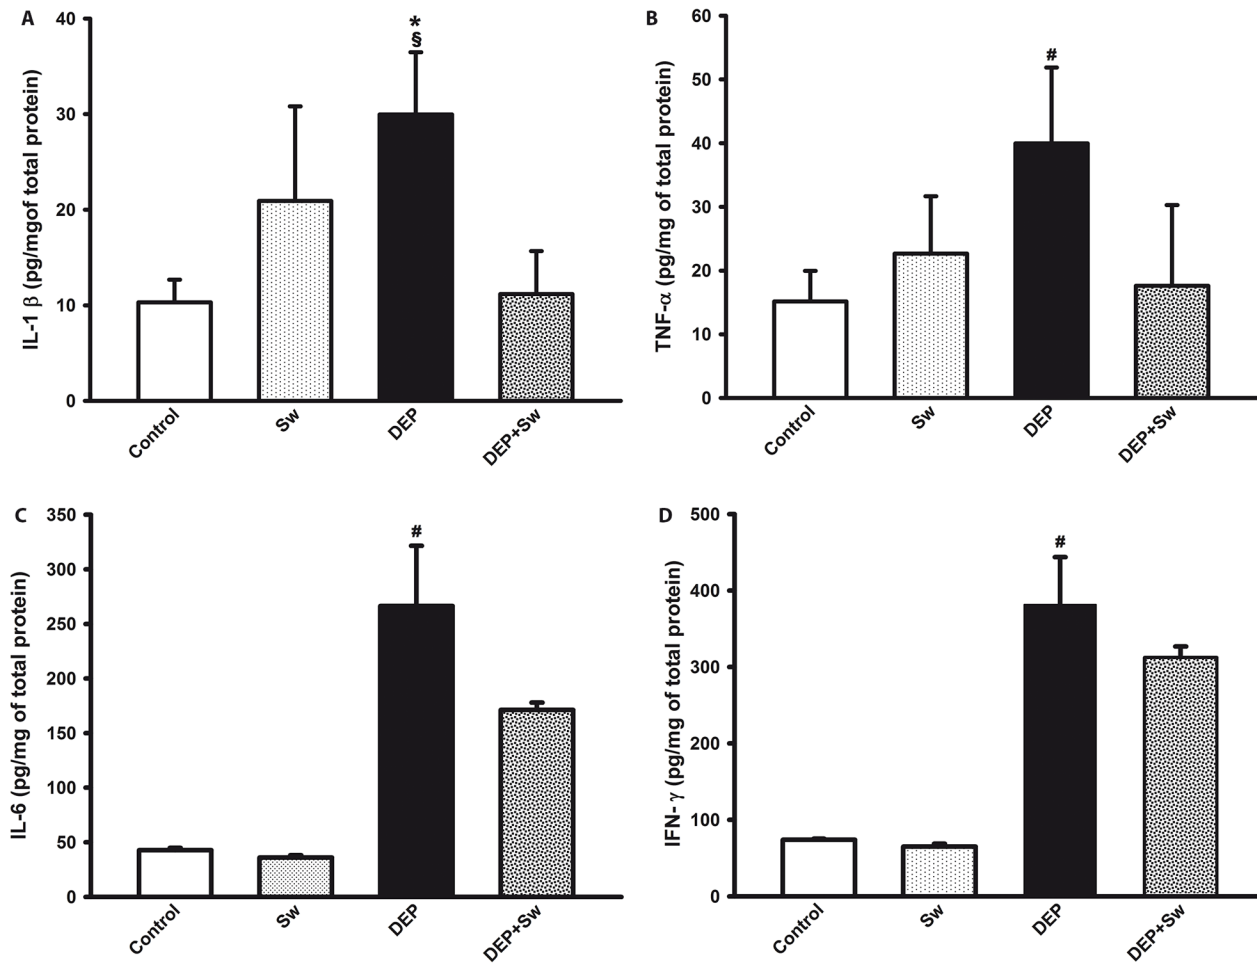 A
IL-1 β (pg/mgof total protein)
40
30
20
10
0
*
§
Control
Sw
DEP
DEP+Sw
B
TNF-α (pg/mg of total protein)
60
50
40
30
20
10
0
#
Control
Sw
DEP
DEP+Sw
C
IL-6 (pg/mg of total protein)
350
300
250
200
150
100
50
0
#
Control
Sw
DEP
DEP+Sw
D
IFN- γ (pg/mg of total protein)
500
400
300
200
100
0
#
Control
Sw
DEP
DEP+Sw